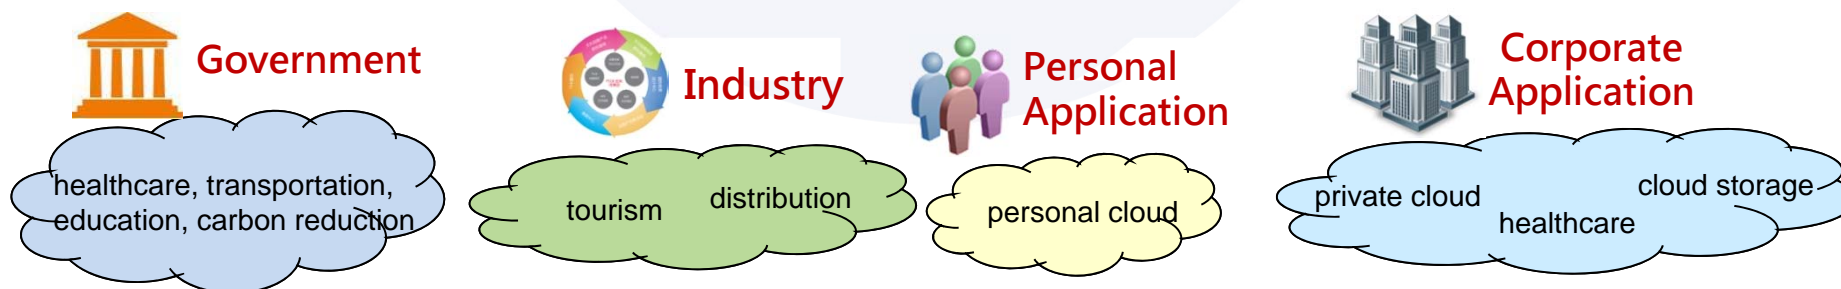 Government
healthcare, transportation,
education, carbon reduction
Industry
tourism
distribution
Personal
Application
personal cloud
Corporate
Application
private cloud
cloud storage
healthcare